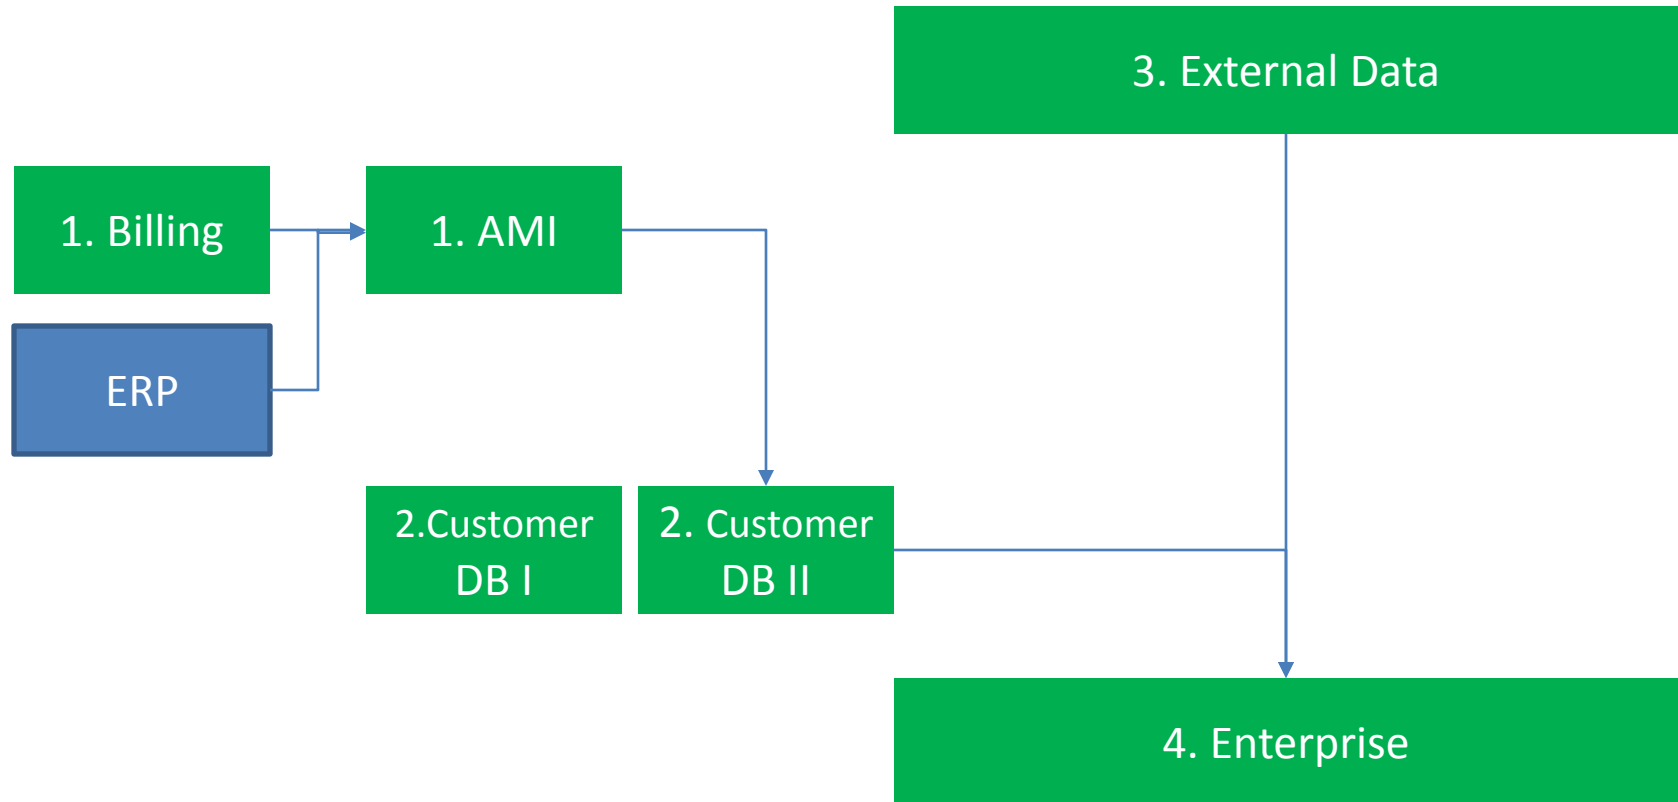 3. External Data
1. Billing
1. AMI
ERP
2.Customer
DB I
2. Customer
DB II
4. Enterprise